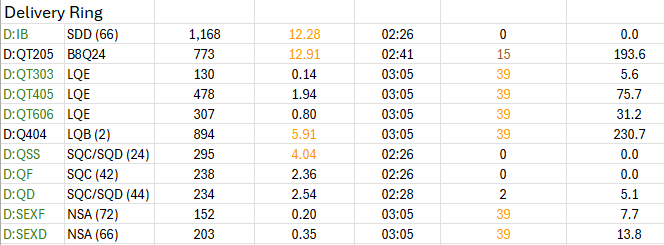 Delivery Ring
D:IB SDD (66) 1,168 12.28 02:26 0 0.0
D:QT205 B8Q24 773 12.91 02:41 15 193.6
D:QT303 LQE 130 0.14 03:05 39 5.6
D:QT405 LQE 478 1.94 03:05 39 75.7
D:QT606 LQE 307 0.80 03:05 39 31.2
D:Q404 LQB (2) 894 5.91 03:05 39 230.7
D:QSS SQC/SQD (24) 295 4.04 02:26 0 0.0
D:QF SQC (42) 238 2.36 02:26 0 0.0
D:QD SQC/SQD (44) 234 2.54 02:28 2 5.1
D:SEXF NSA (72) 152 0.20 03:05 39 7.7
D:SEXD NSA (66) 203 0.35 03:05 39 13.8